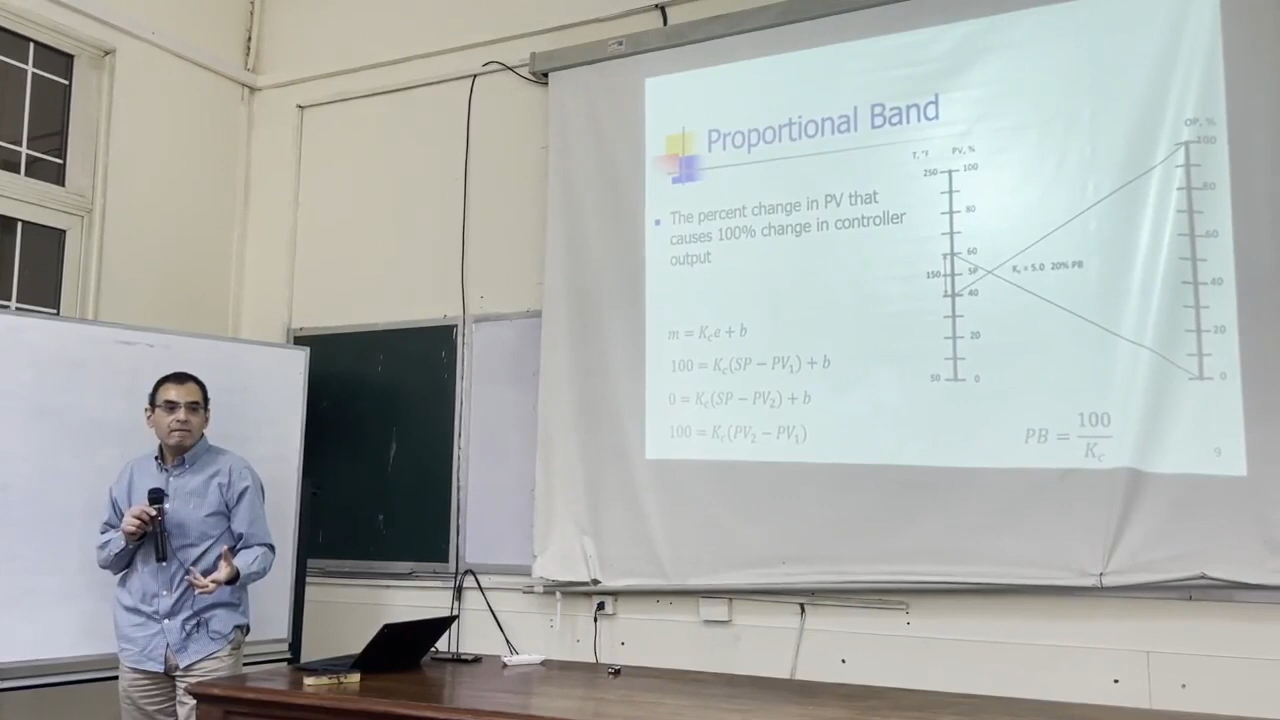 Proportional Band
The percent change in PV that
causes 100% change in controller
output
m = K_c e + b
100 = K_c(SP − PV_1) + b
0 = K_c(SP − PV_2) + b
100 = K_c(PV_2 − PV_1)
T, °F PV, %
250 100
80
60
150 SP
40
20
50 0
K_c = 5.0 20% PB
OP, %
100
80
60
40
20
0
PB = 100/K_c
9